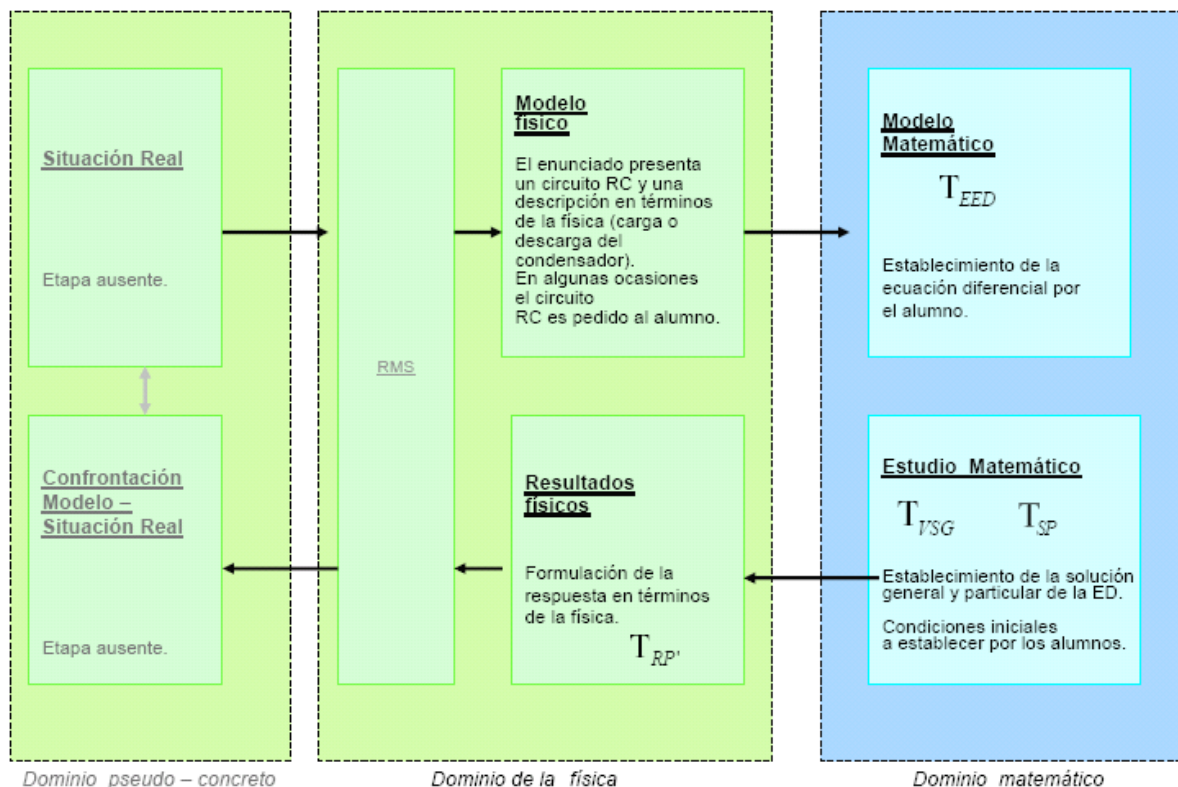 Situación Real
Etapa ausente.
Confrontación
Modelo –
Situación Real
Etapa ausente.
Dominio pseudo – concreto
RMS
Modelo
físico
El enunciado presenta
un circuito RC y una
descripción en términos
de la física (carga o
descarga del
condensador).
En algunas ocasiones
el circuito
RC es pedido al alumno.
Resultados
físicos
Formulación de la
respuesta en términos
de la física.
T_RP'
Dominio de la física
Modelo
Matemático
T_EED
Establecimiento de la
ecuación diferencial por
el alumno.
Estudio Matemático
T_VSG T_SP
Establecimiento de la solución
general y particular de la ED.
Condiciones iniciales
a establecer por los alumnos.
Dominio matemático